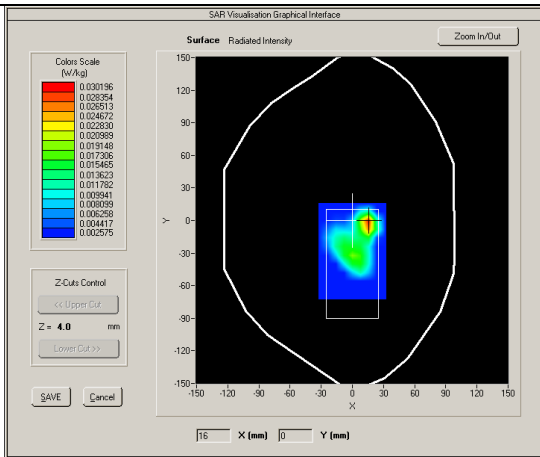 SAR Visualisation Graphical Interface
Surface Radiated Intensity
Zoom In/Out
Colors Scale
(W/kg)
0.030196
0.028354
0.026513
0.024672
0.022830
0.020989
0.019148
0.017306
0.015465
0.013623
0.011782
0.009941
0.008099
0.006258
0.004417
0.002575
Z-Cuts Control
<< Upper Cut
Z = 4.0 mm
Lower Cut >>
SAVE Cancel
150-
120-
90-
60-
30-
Y 0-
-30-
-60-
-90-
-120-
-150-
-150 -120 -90 -60 -30 0 30 60 90 120 150
X
16 X (mm) 0 Y (mm)